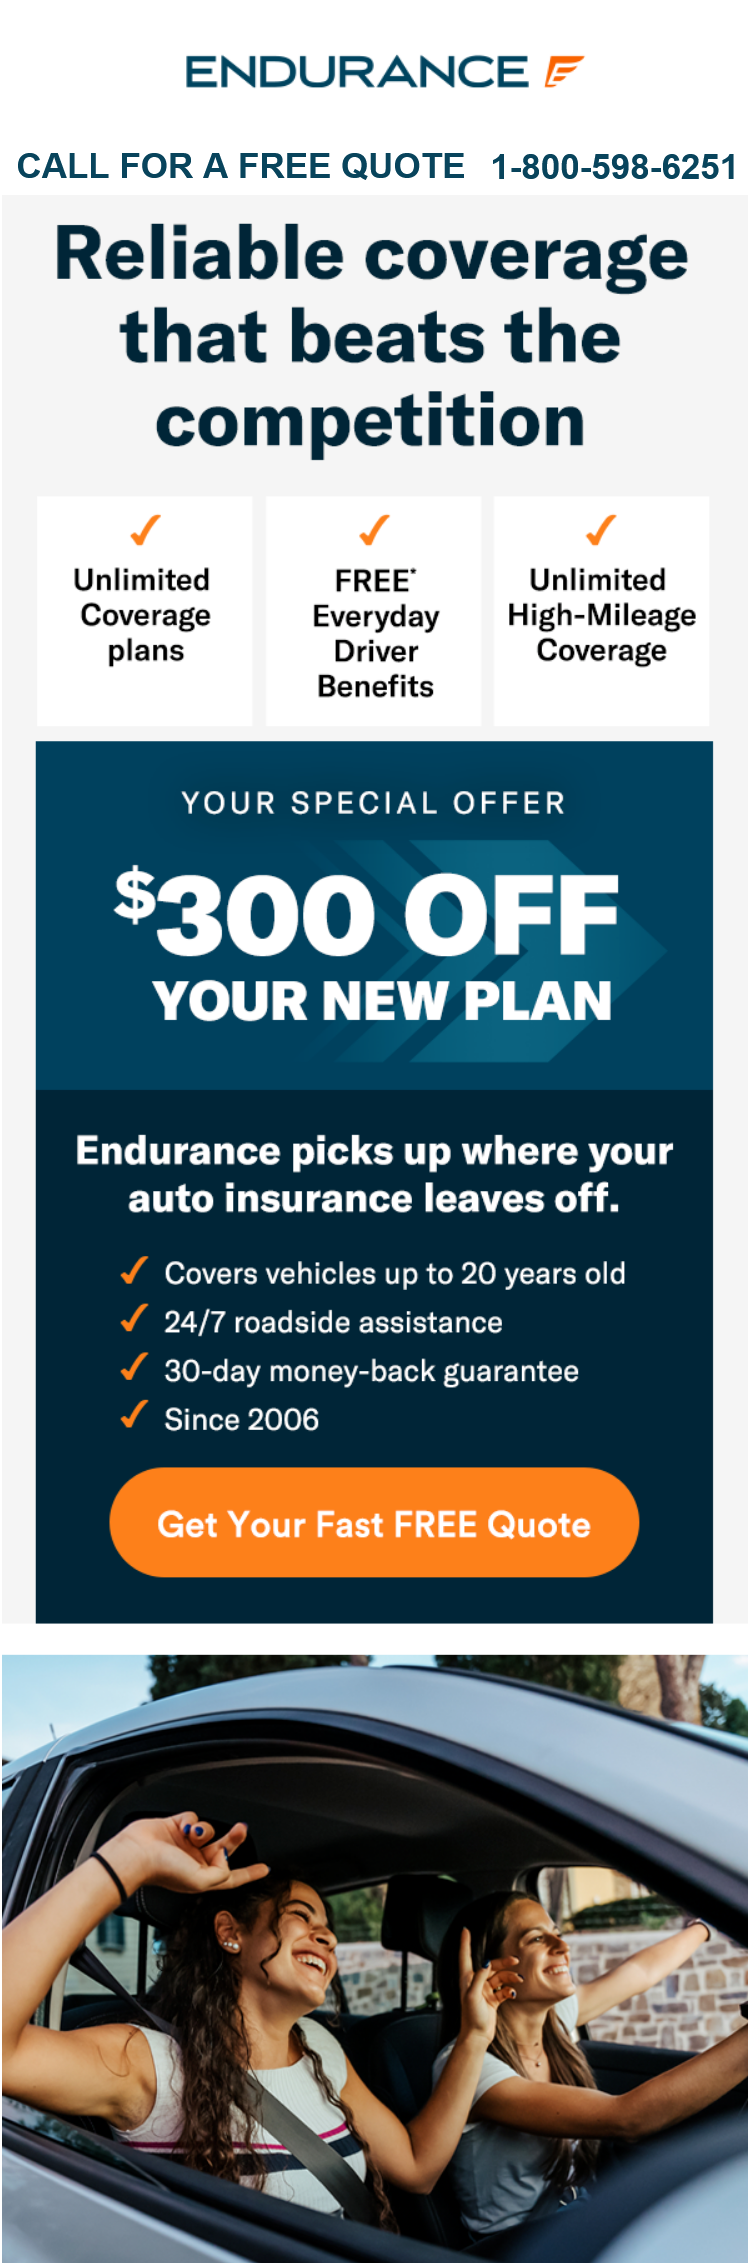 ENDURANCE
CALL FOR A FREE QUOTE 1-800-598-6251
Reliable coverage
that beats the
competition
✓
Unlimited
Coverage
plans
✓
FREE*
Everyday
Driver
Benefits
✓
Unlimited
High-Mileage
Coverage
YOUR SPECIAL OFFER
$300 OFF
YOUR NEW PLAN
Endurance picks up where your
auto insurance leaves off.
✓ Covers vehicles up to 20 years old
✓ 24/7 roadside assistance
✓ 30-day money-back guarantee
✓ Since 2006
Get Your Fast FREE Quote